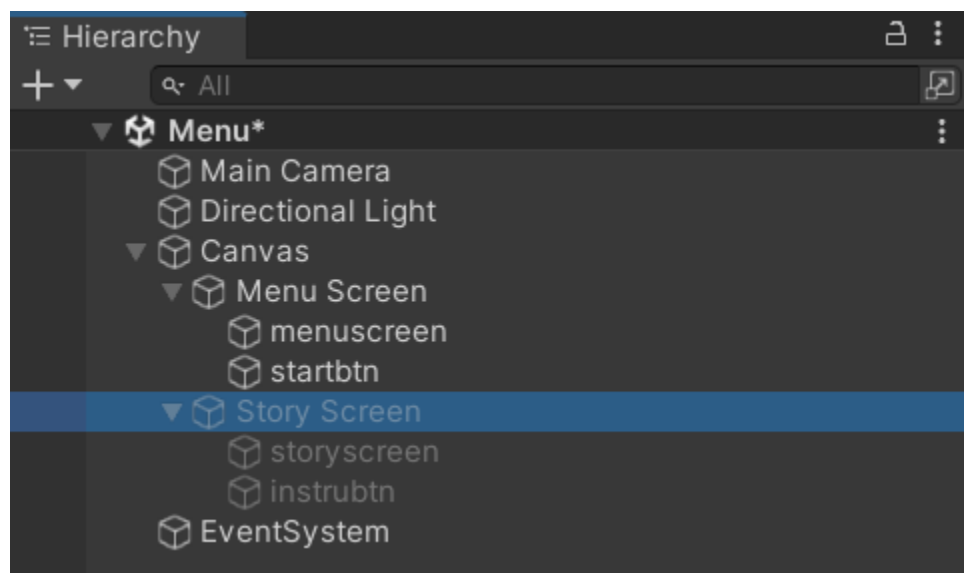 Hierarchy
All
Menu*
Main Camera
Directional Light
Canvas
Menu Screen
menuscreen
startbtn
Story Screen
storyscreen
instrubtn
EventSystem